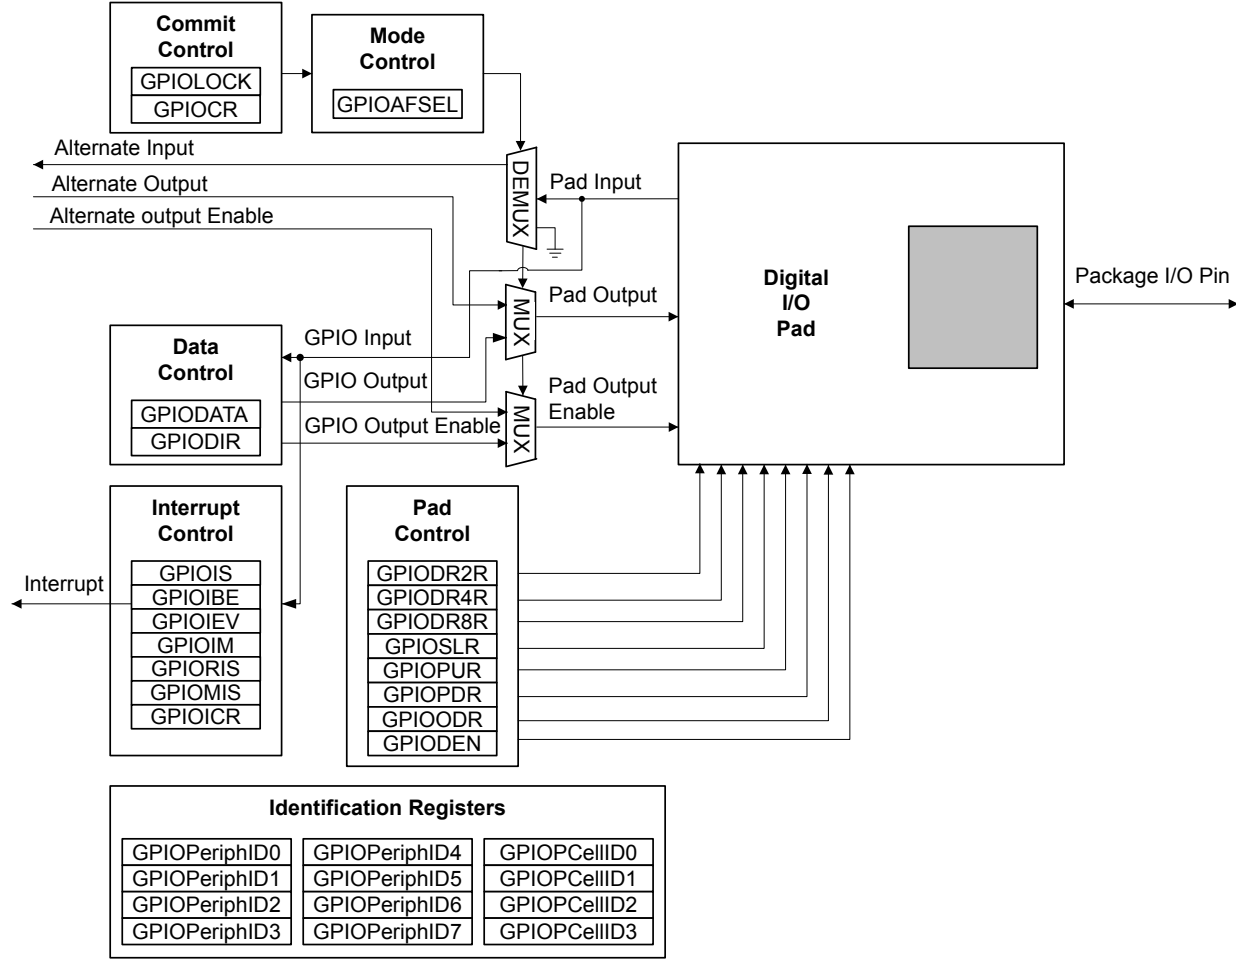 Commit
Control
GPIOLOCK
GPIOCR
Mode
Control
GPIOAFSEL
Alternate Input
Alternate Output
Alternate output Enable
DEMUX
Pad Input
MUX
Pad Output
MUX
Pad Output
Enable
Digital
I/O
Pad
Package I/O Pin
Data
Control
GPIODATA
GPIODIR
GPIO Input
GPIO Output
GPIO Output Enable
Interrupt
Control
GPIOIS
GPIOIBE
GPIOIEV
GPIOIM
GPIORIS
GPIOMIS
GPIOICR
Interrupt
Pad
Control
GPIODR2R
GPIODR4R
GPIODR8R
GPIOSLR
GPIOPUR
GPIOPDR
GPIOODR
GPIODEN
Identification Registers
GPIOPeriphID0
GPIOPeriphID1
GPIOPeriphID2
GPIOPeriphID3
GPIOPeriphID4
GPIOPeriphID5
GPIOPeriphID6
GPIOPeriphID7
GPIOPCellID0
GPIOPCellID1
GPIOPCellID2
GPIOPCellID3